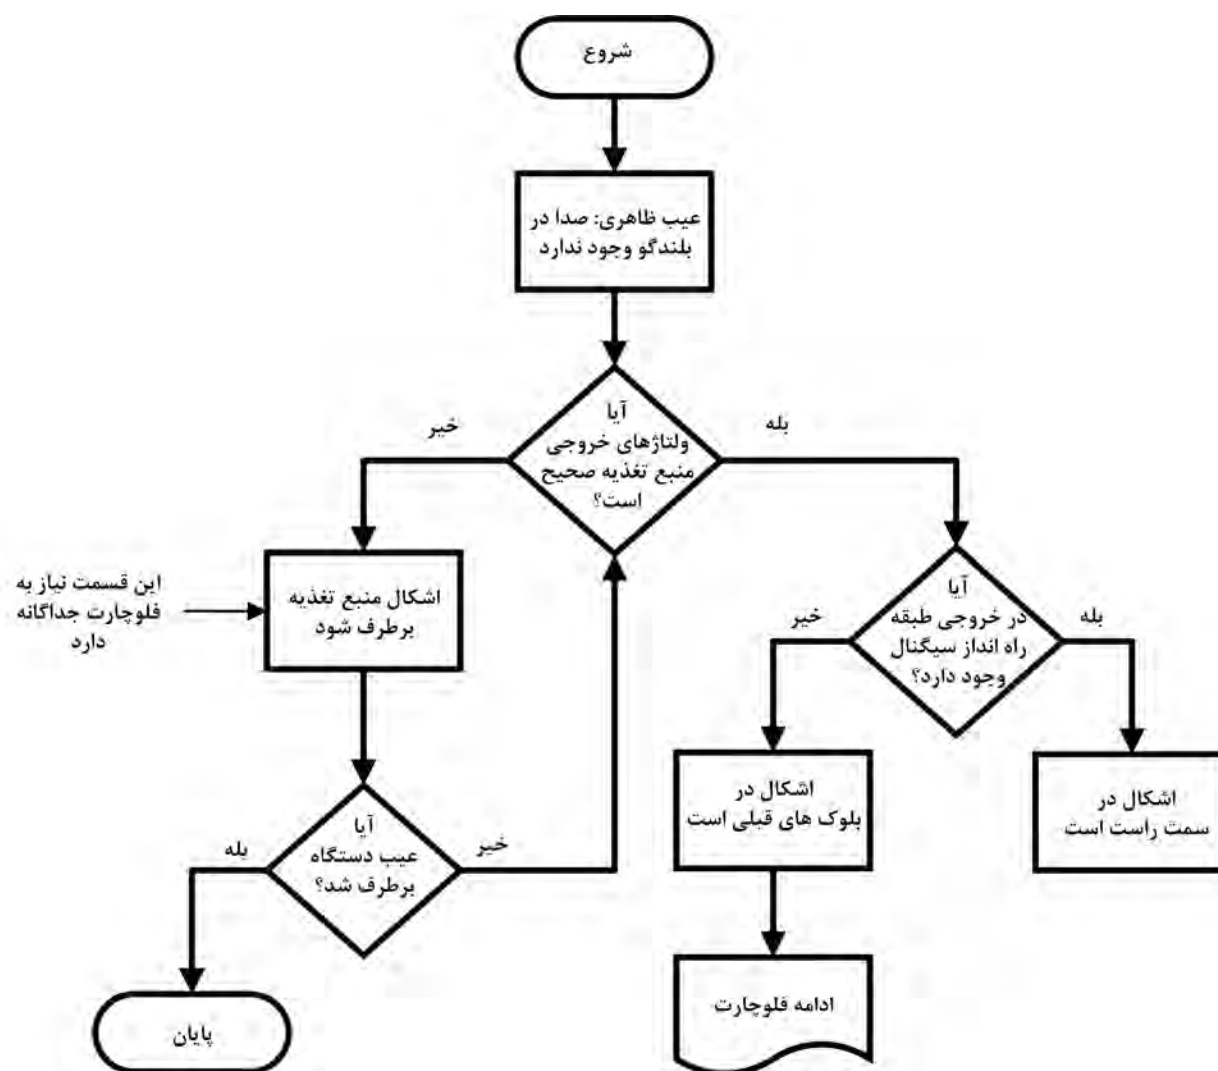 شروع
عیب ظاهری: صدا در
بلندگو وجود ندارد
آیا
ولتاژهای خروجی
منبع تغذیه صحیح
است؟
بله
خیر
آیا
در خروجی طبقه
راه انداز سیگنال
وجود دارد؟
بله
خیر
اشکال در
سمت راست است
اشکال در
بلوک های قبلی است
ادامه فلوچارت
اشکال منبع تغذیه
برطرف شود
این قسمت نیاز به
فلوچارت جداگانه
دارد
آیا
عیب دستگاه
برطرف شد؟
خیر
بله
پایان